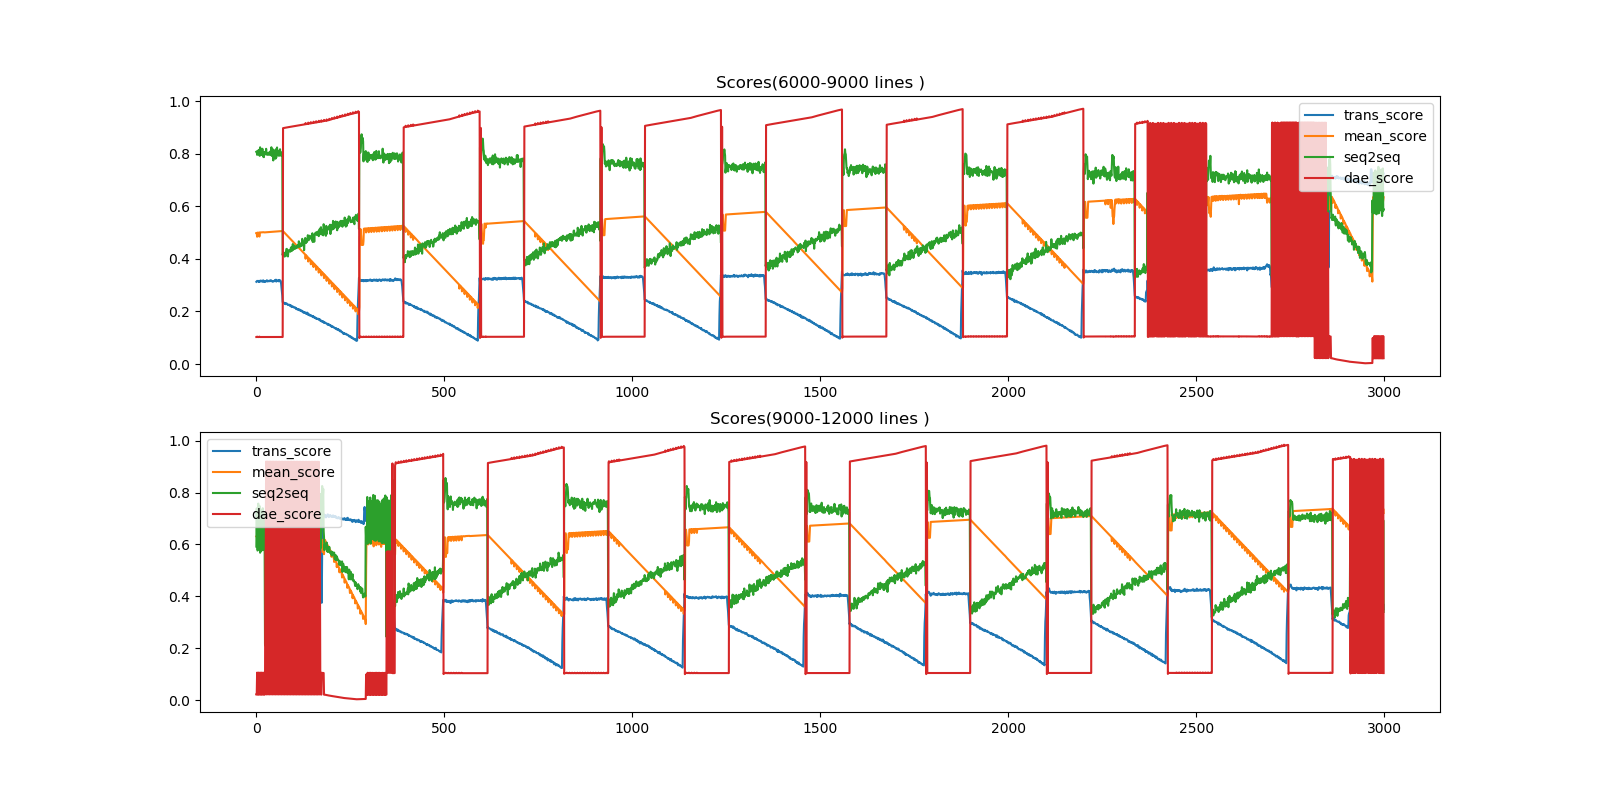 Scores(6000-9000 lines )
1.0
0.8
0.6
0.4
0.2
0.0
trans_score
mean_score
seq2seq
dae_score
0 500 1000 1500 2000 2500 3000
Scores(9000-12000 lines )
1.0
0.8
0.6
0.4
0.2
0.0
trans_score
mean_score
seq2seq
dae_score
0 500 1000 1500 2000 2500 3000